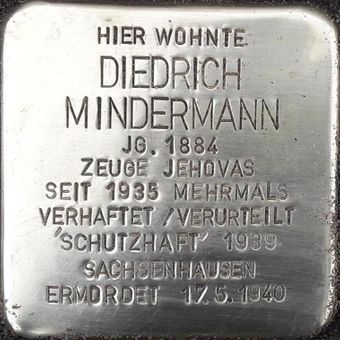 HIER WOHNTE
DIEDRICH
MINDERMANN
JG. 1884
ZEUGE JEHOVAS
SEIT 1935 MEHRMALS
VERHAFTET / VERURTEILT
'SCHUTZHAFT' 1939
SACHSENHAUSEN
ERMORDET 17.5.1940